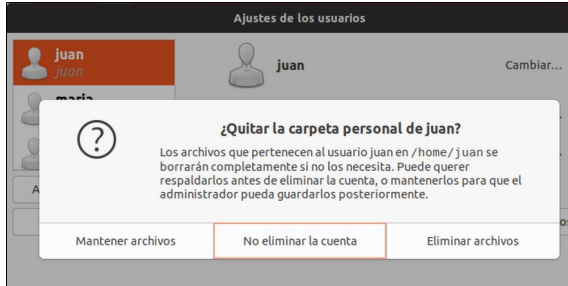 Ajustes de los usuarios
juan
juan
juan
Cambiar...
maria
¿Quitar la carpeta personal de juan?
Los archivos que pertenecen al usuario juan en /home/juan se
borrarán completamente si no los necesita. Puede querer
respaldarlos antes de eliminar la cuenta, o mantenerlos para que el
administrador pueda guardarlos posteriormente.
Mantener archivos
No eliminar la cuenta
Eliminar archivos